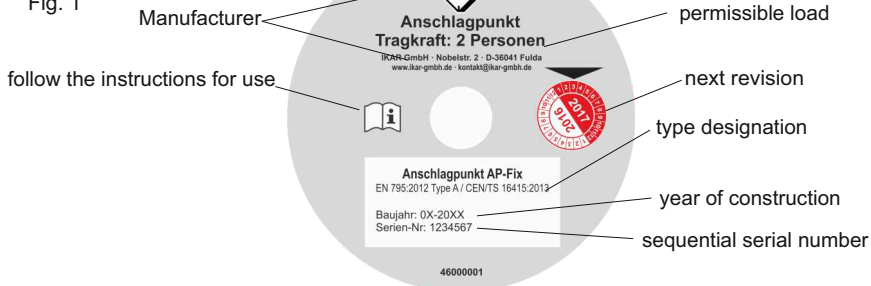 Fig. 1
Manufacturer
Anschlagpunkt
Tragkraft: 2 Personen
permissible load
IKAR GmbH · Nobelstr. 2 · D-36041 Fulda
www.ikar-gmbh.de · kontakt@ikar-gmbh.de
follow the instructions for use
next revision
2017
2016
type designation
Anschlagpunkt AP-Fix
EN 795:2012 Type A / CEN/TS 16415:2013
year of construction
Baujahr: 0X-20XX
Serien-Nr: 1234567
sequential serial number
46000001